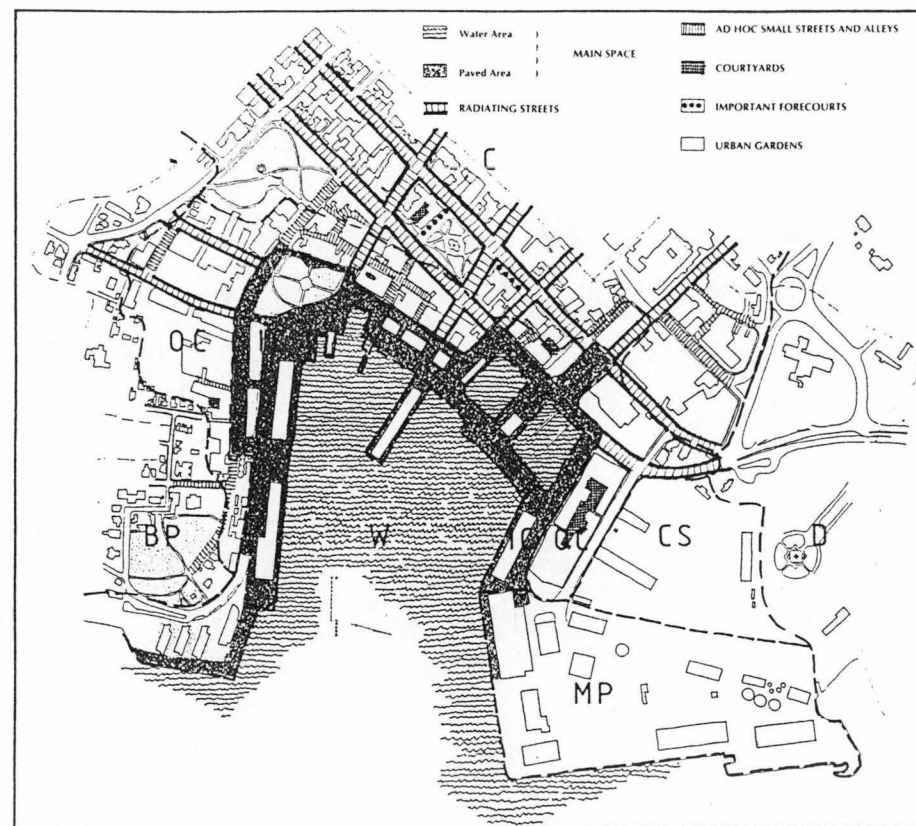 Water Area
MAIN SPACE
Paved Area
RADIATING STREETS
AD HOC SMALL STREETS AND ALLEYS
COURTYARDS
IMPORTANT FORECOURTS
URBAN GARDENS
C
BP
W
CS
D
MP